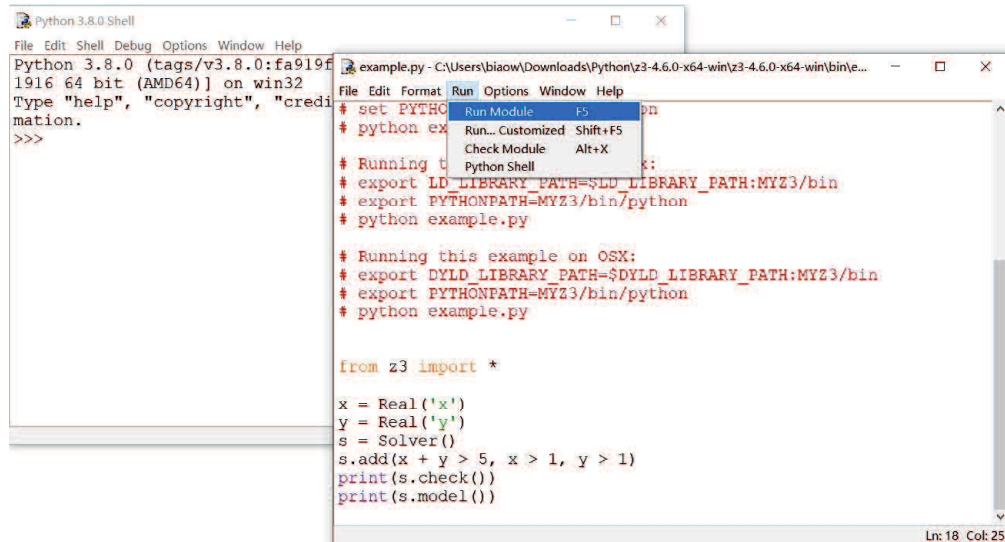 Python 3.8.0 Shell
File Edit Shell Debug Options Window Help
Python 3.8.0 (tags/v3.8.0:fa919f
1916 64 bit (AMD64)] on win32
Type "help", "copyright", "credi
mation.
>>>
example.py - C:\Users\biaow\Downloads\Python\z3-4.6.0-x64-win\z3-4.6.0-x64-win\bin\e...
File Edit Format Run Options Window Help
# set PYTHO
# python ex
Run Module F5
Run... Customized Shift+F5
Check Module Alt+X
Python Shell
# Running t
# export LD_LIBRARY_PATH=$LD_LIBRARY_PATH:MYZ3/bin
# export PYTHONPATH=MYZ3/bin/python
# python example.py
# Running this example on OSX:
# export DYLD_LIBRARY_PATH=$DYLD_LIBRARY_PATH:MYZ3/bin
# export PYTHONPATH=MYZ3/bin/python
# python example.py
from z3 import *
x = Real('x')
y = Real('y')
s = Solver()
s.add(x + y > 5, x > 1, y > 1)
print(s.check())
print(s.model())
Ln: 18 Col: 25